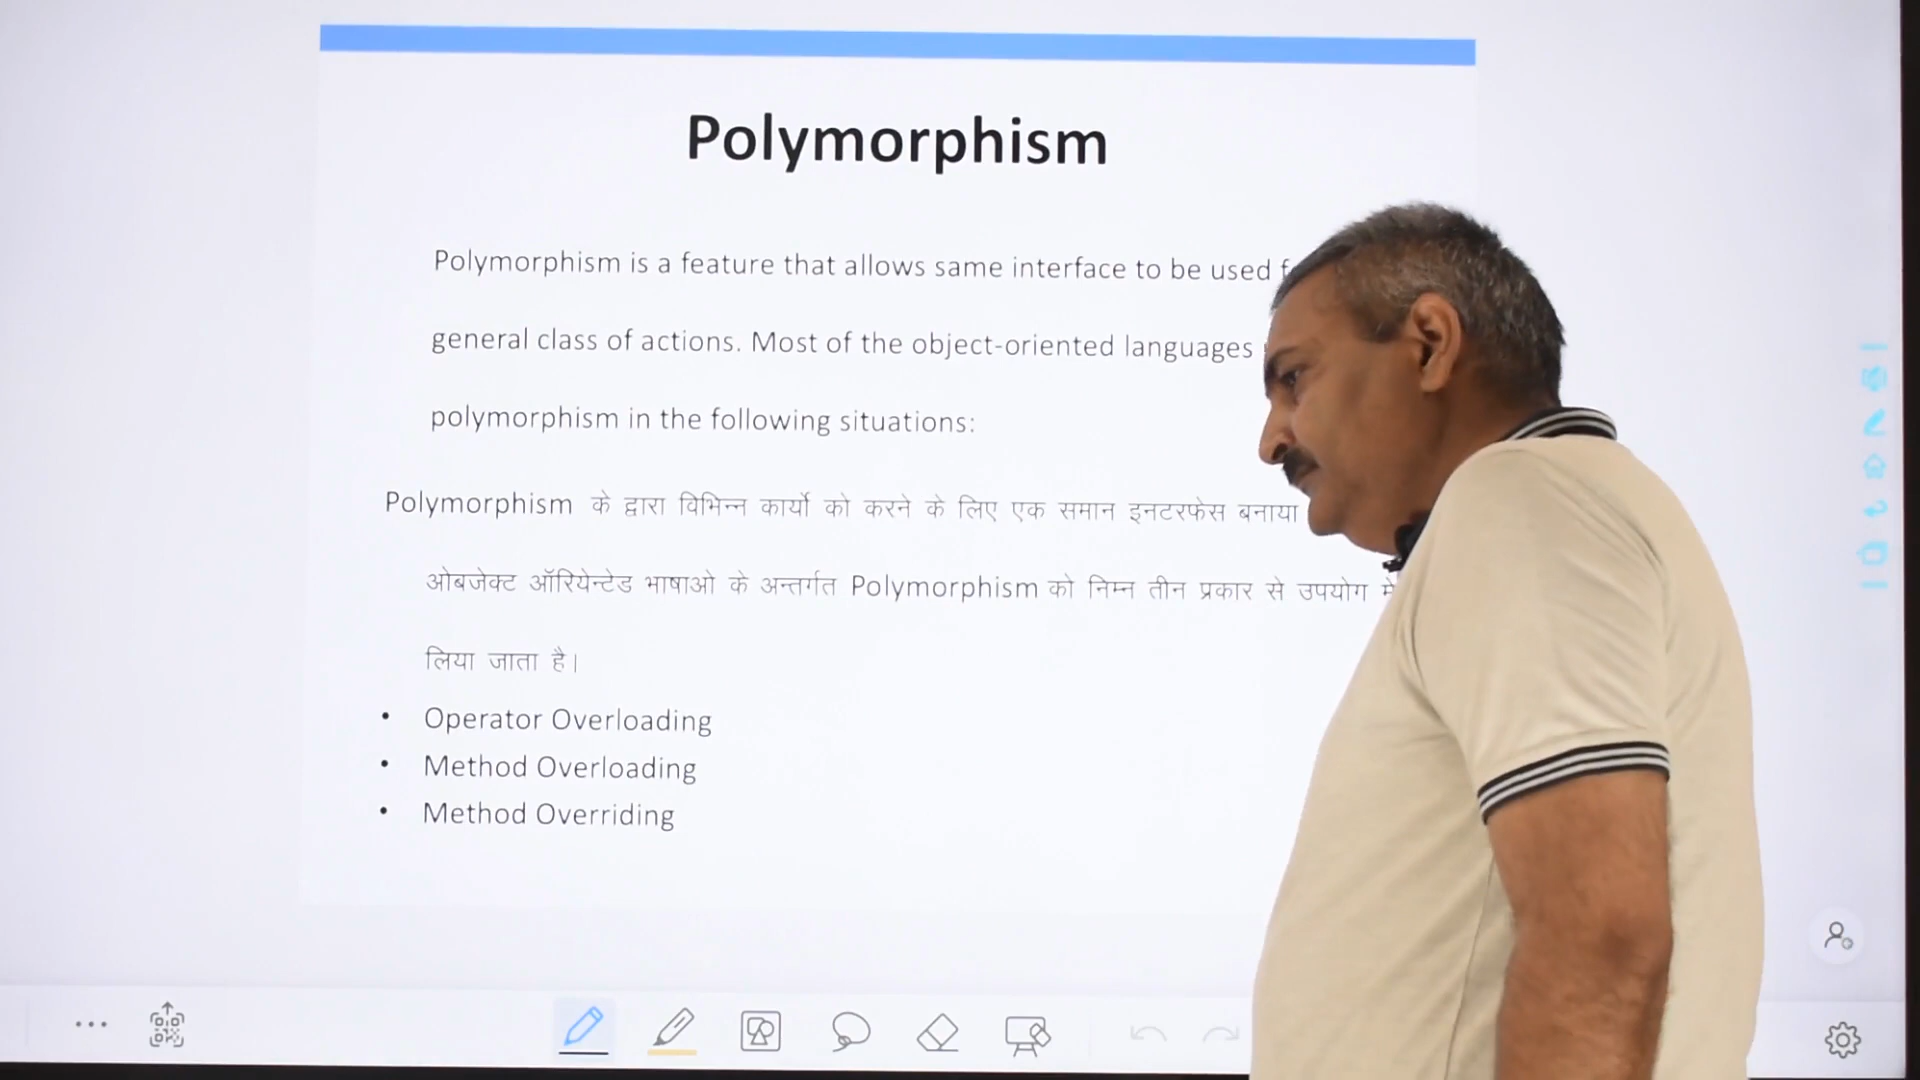 Polymorphism
Polymorphism is a feature that allows same interface to be used
general class of actions. Most of the object-oriented languages
polymorphism in the following situations:
Polymorphism के द्वारा विभिन्न कार्यो को करने के लिए एक समान इनटरफेस बनाया
ओबजेक्ट ऑरियेन्टेड भाषाओ के अन्तर्गत Polymorphism को निम्न तीन प्रकार से उपयोग मे
लिया जाता है।
• Operator Overloading
• Method Overloading
• Method Overriding